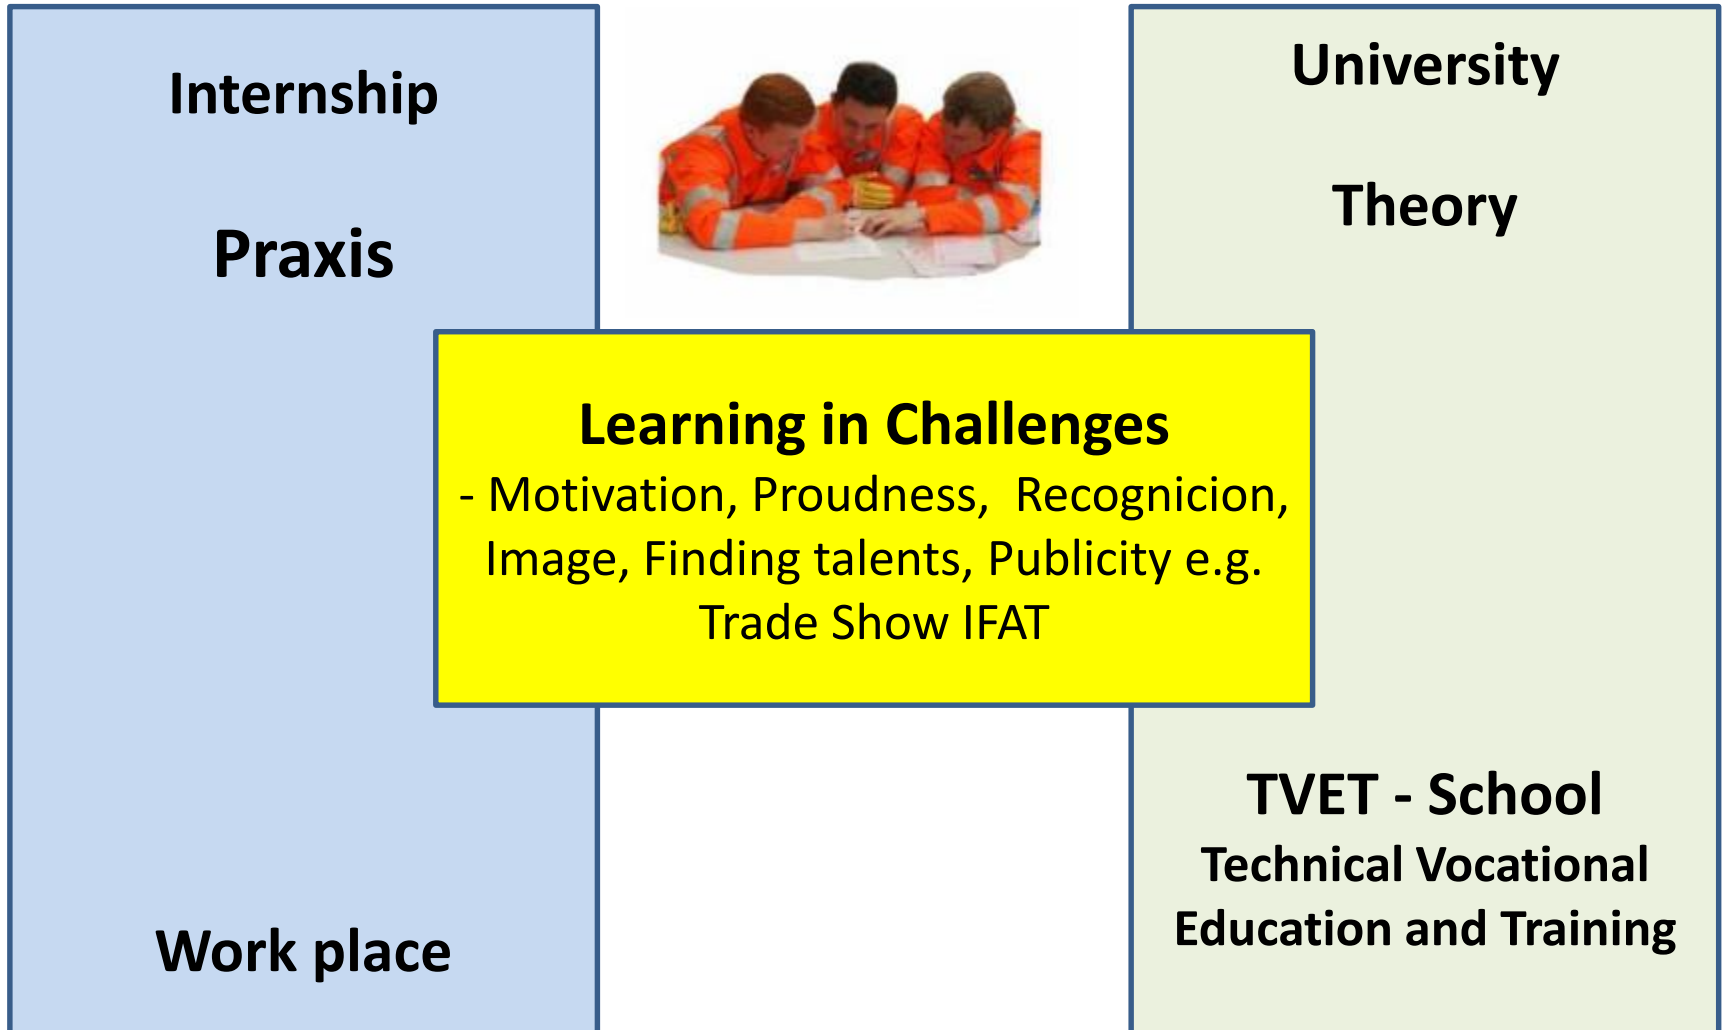 Internship
Praxis
Work place
Learning in Challenges
- Motivation, Proudness,  Recognicion,
Image, Finding talents, Publicity e.g.
Trade Show IFAT
University
Theory
TVET - School
Technical Vocational
Education and Training